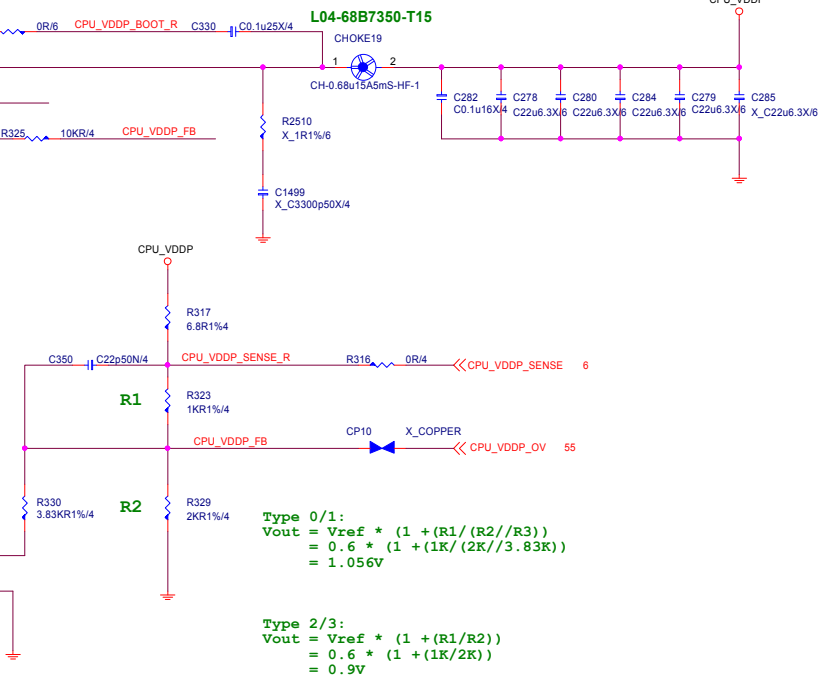 CPU_VDDP
L04-68B7350-T15
0R/6 CPU_VDDP_BOOT_R C330 C0.1u25X/4
CHOKE19
1 2
CH-0.68u15A5mS-HF-1
C282 C278 C280 C284 C279 C285
C0.1u16X/4 C22u6.3X/6 C22u6.3X/6 C22u6.3X/6 C22u6.3X/6 X_C22u6.3X/6
R2510
X_1R1%/6
R325 10KR/4 CPU_VDDP_FB
C1499
X_C3300p50X/4
CPU_VDDP
R317
6.8R1%4
C350 C22p50N/4 CPU_VDDP_SENSE_R R316 0R/4 CPU_VDDP_SENSE 6
R1 R323
1KR1%/4
CP10 X_COPPER
CPU_VDDP_FB CPU_VDDP_OV 55
R330 R2 R329
3.83KR1%/4 2KR1%/4
Type 0/1:
Vout = Vref * (1 +(R1/(R2//R3))
= 0.6 * (1 +(1K/(2K//3.83K))
= 1.056V
Type 2/3:
Vout = Vref * (1 +(R1/R2))
= 0.6 * (1 +(1K/2K))
= 0.9V